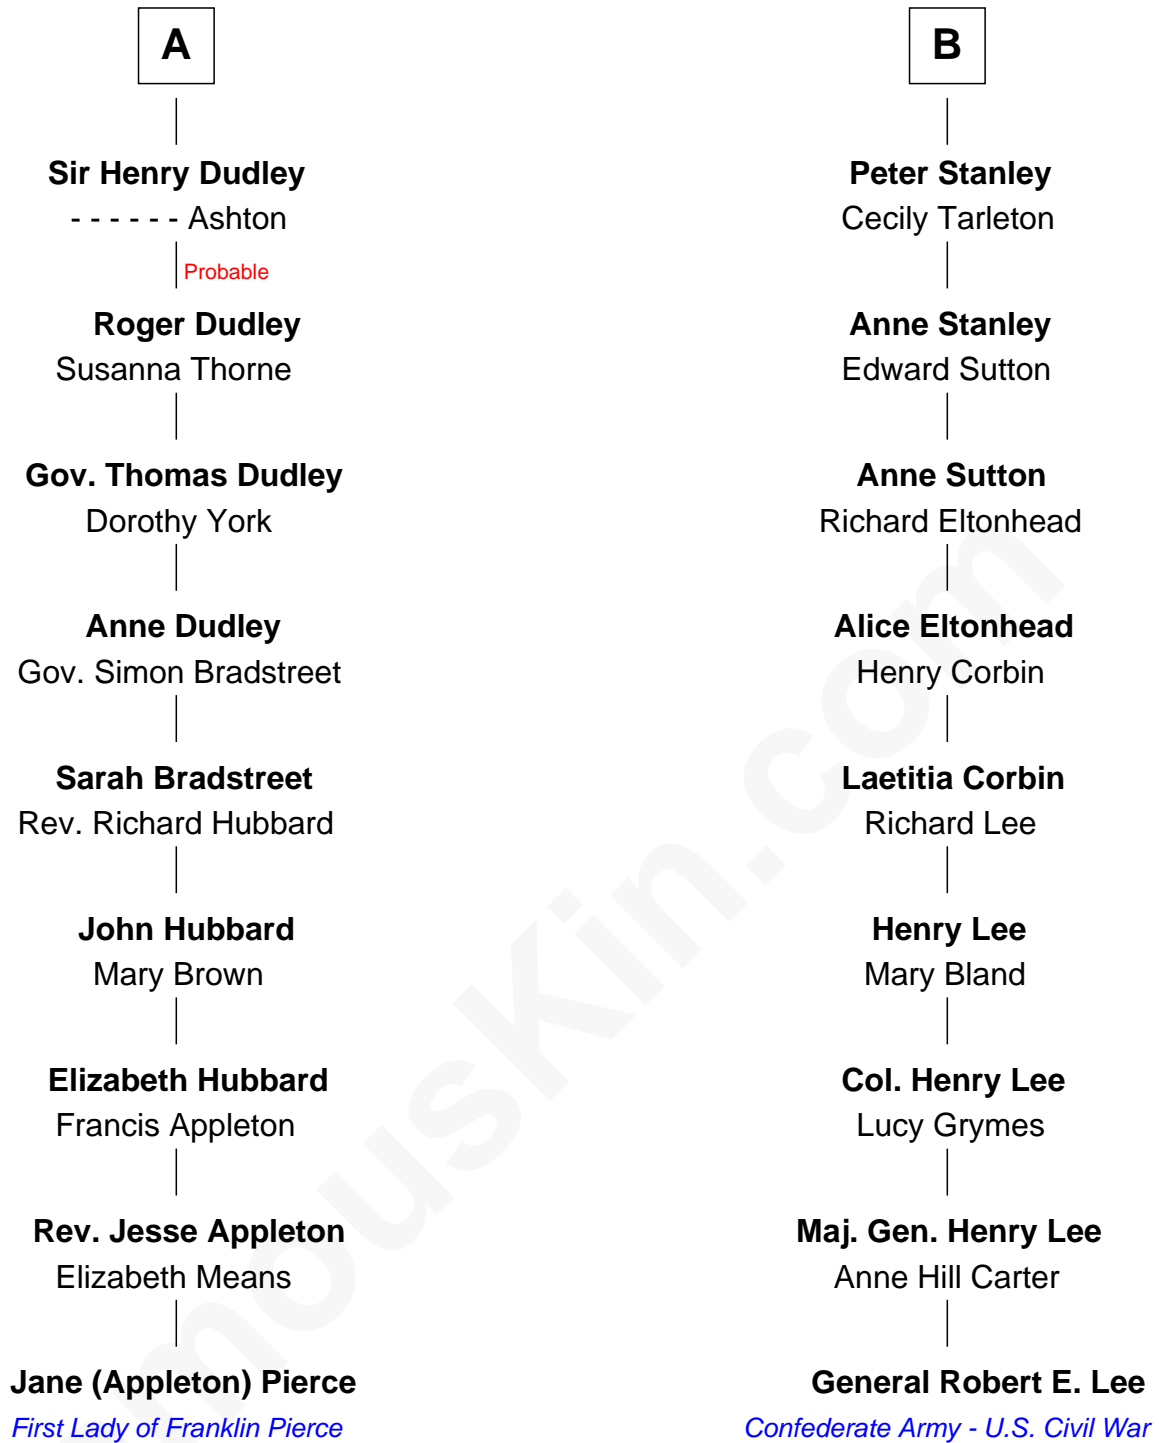 A
Sir Henry Dudley
- - - - - - Ashton
Probable
Roger Dudley
Susanna Thorne
Gov. Thomas Dudley
Dorothy York
Anne Dudley
Gov. Simon Bradstreet
Sarah Bradstreet
Rev. Richard Hubbard
John Hubbard
Mary Brown
Elizabeth Hubbard
Francis Appleton
Rev. Jesse Appleton
Elizabeth Means
Jane (Appleton) Pierce
First Lady of Franklin Pierce
B
Peter Stanley
Cecily Tarleton
Anne Stanley
Edward Sutton
Anne Sutton
Richard Eltonhead
Alice Eltonhead
Henry Corbin
Laetitia Corbin
Richard Lee
Henry Lee
Mary Bland
Col. Henry Lee
Lucy Grymes
Maj. Gen. Henry Lee
Anne Hill Carter
General Robert E. Lee
Confederate Army - U.S. Civil War
mousKin.com